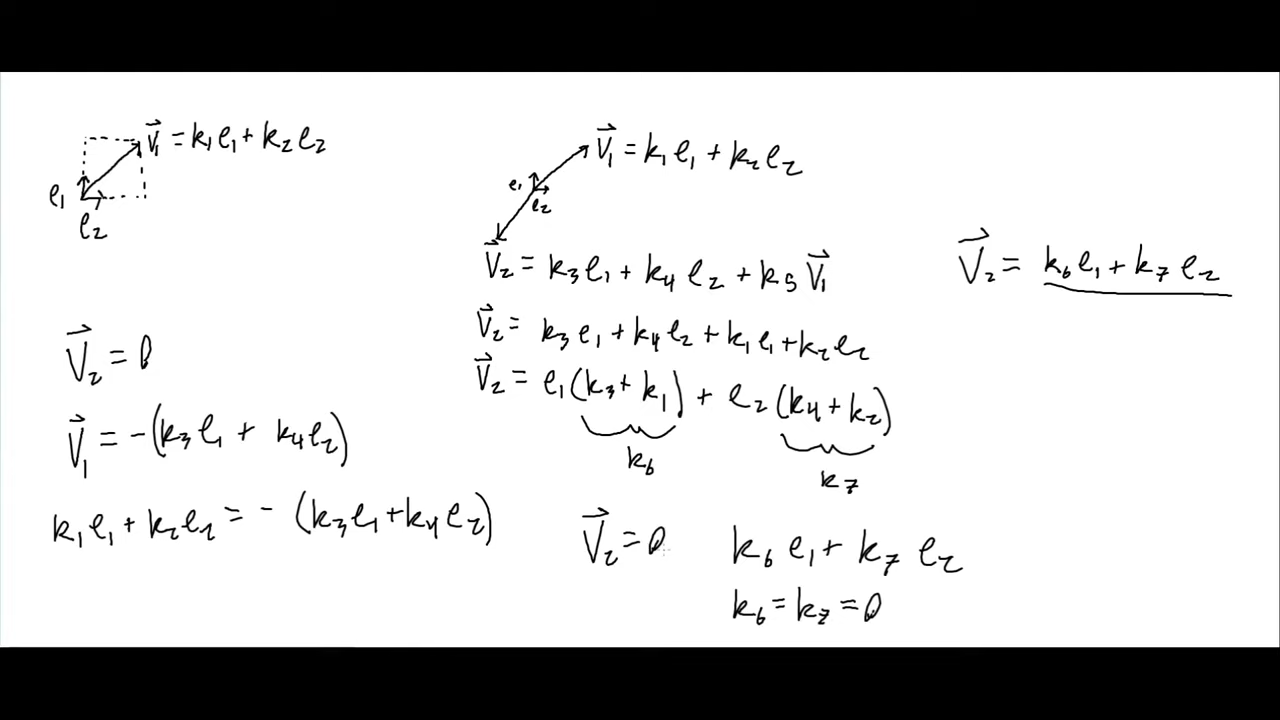 V⃗₁ = k₁e₁ + k₂e₂
e₁
e₂
V⃗₂ = 0
V⃗₁ = -(k₃e₁ + k₄e₂)
k₁e₁ + k₂e₂ = -(k₃e₁ + k₄e₂)
V⃗₁ = k₁e₁ + k₂e₂
e₁
e₂
V⃗₂ = k₃e₁ + k₄e₂ + k₅V⃗₁
V⃗₂ = k₃e₁ + k₄e₂ + k₁e₁ + k₂e₂
V⃗₂ = e₁(k₃ + k₁) + e₂(k₄ + k₂)
k₆
k₇
V⃗₂ = 0 k₆e₁ + k₇e₂
k₆ = k₇ = 0
V⃗₂ = k₆e₁ + k₇e₂